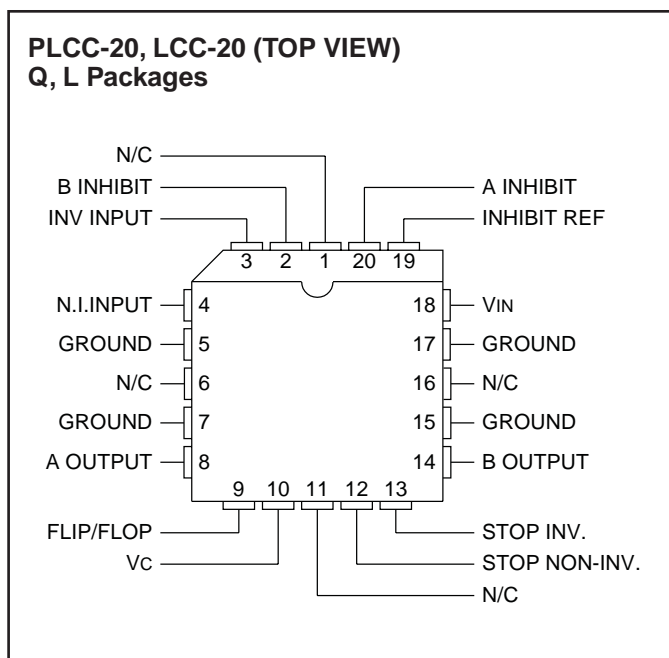 PLCC-20, LCC-20 (TOP VIEW)
Q, L Packages
N/C
B INHIBIT
A INHIBIT
INV INPUT
INHIBIT REF
3 2 1 20 19
N.I.INPUT 4 18 VIN
GROUND 5 17 GROUND
N/C 6 16 N/C
GROUND 7 15 GROUND
A OUTPUT 8 14 B OUTPUT
9 10 11 12 13
FLIP/FLOP
STOP INV.
VC
STOP NON-INV.
N/C